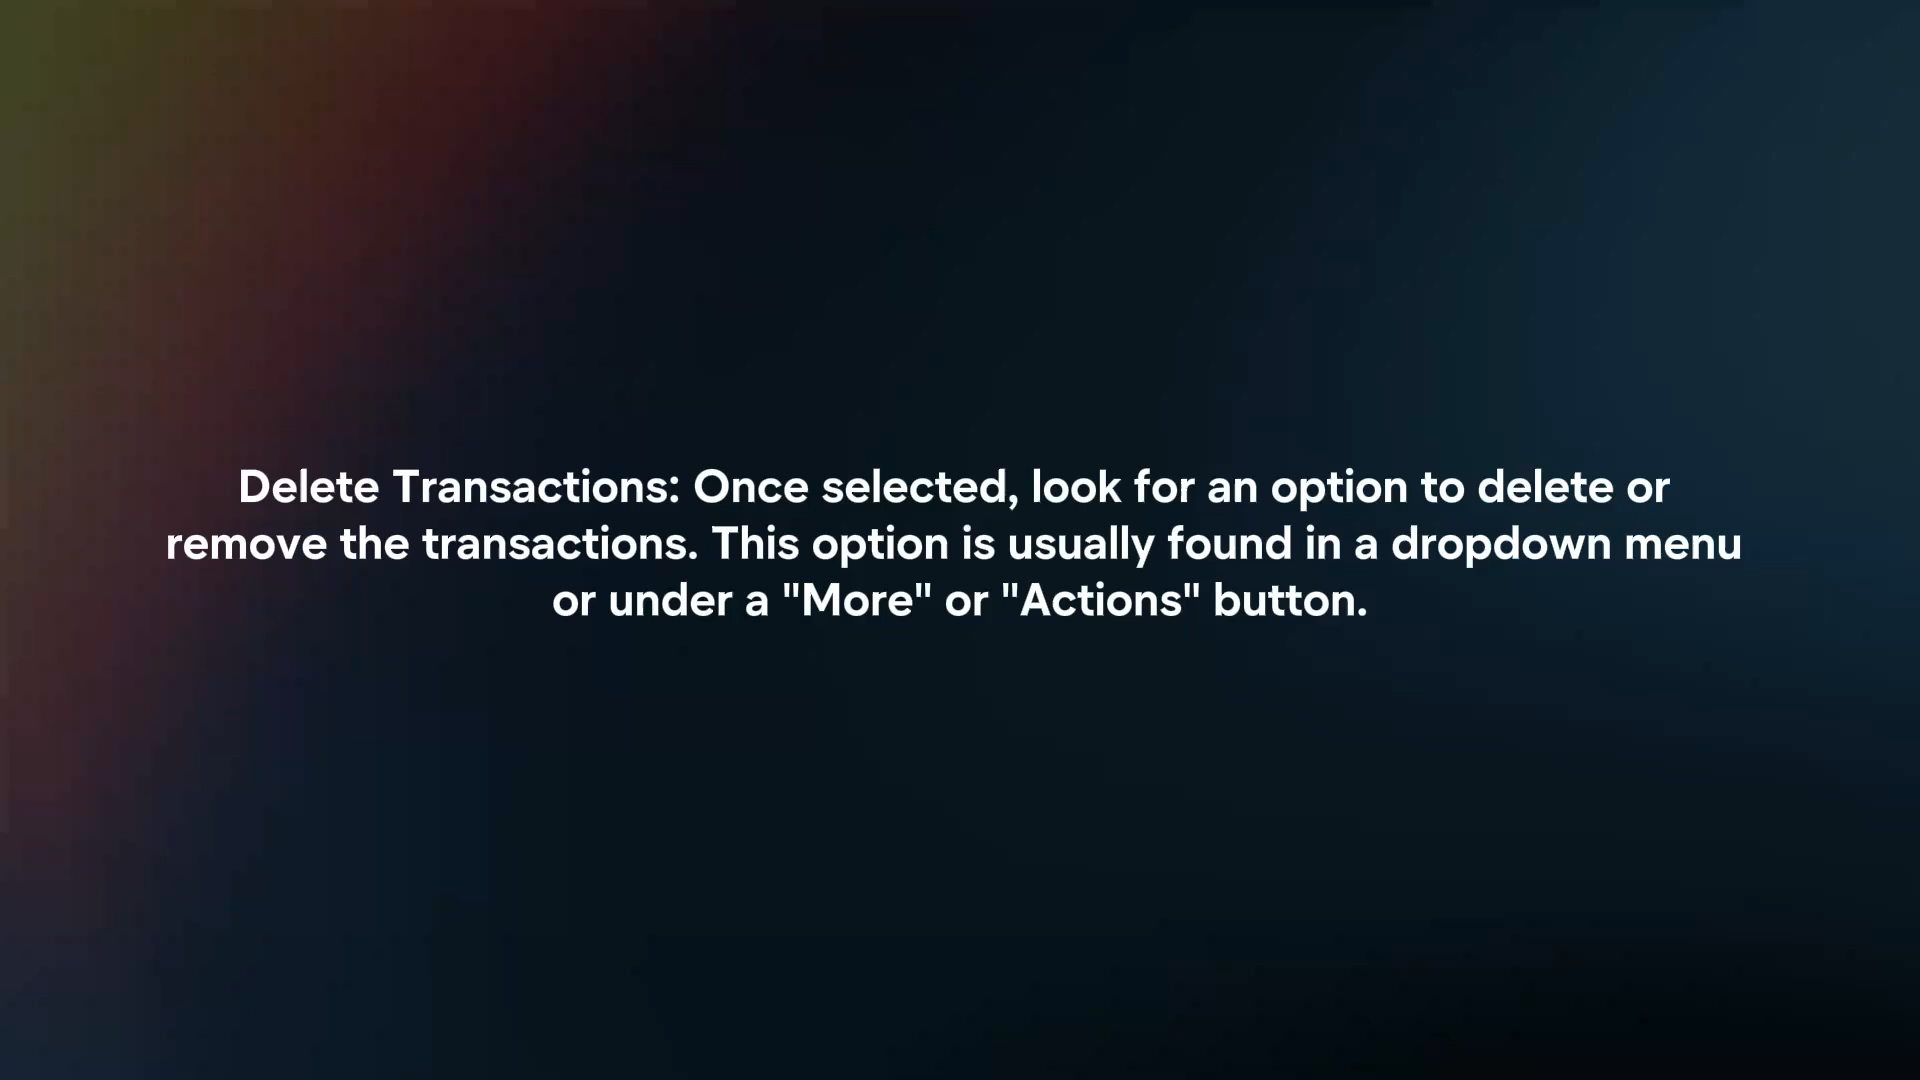 Delete Transactions: Once selected, look for an option to delete or
remove the transactions. This option is usually found in a dropdown menu
or under a "More" or "Actions" button.